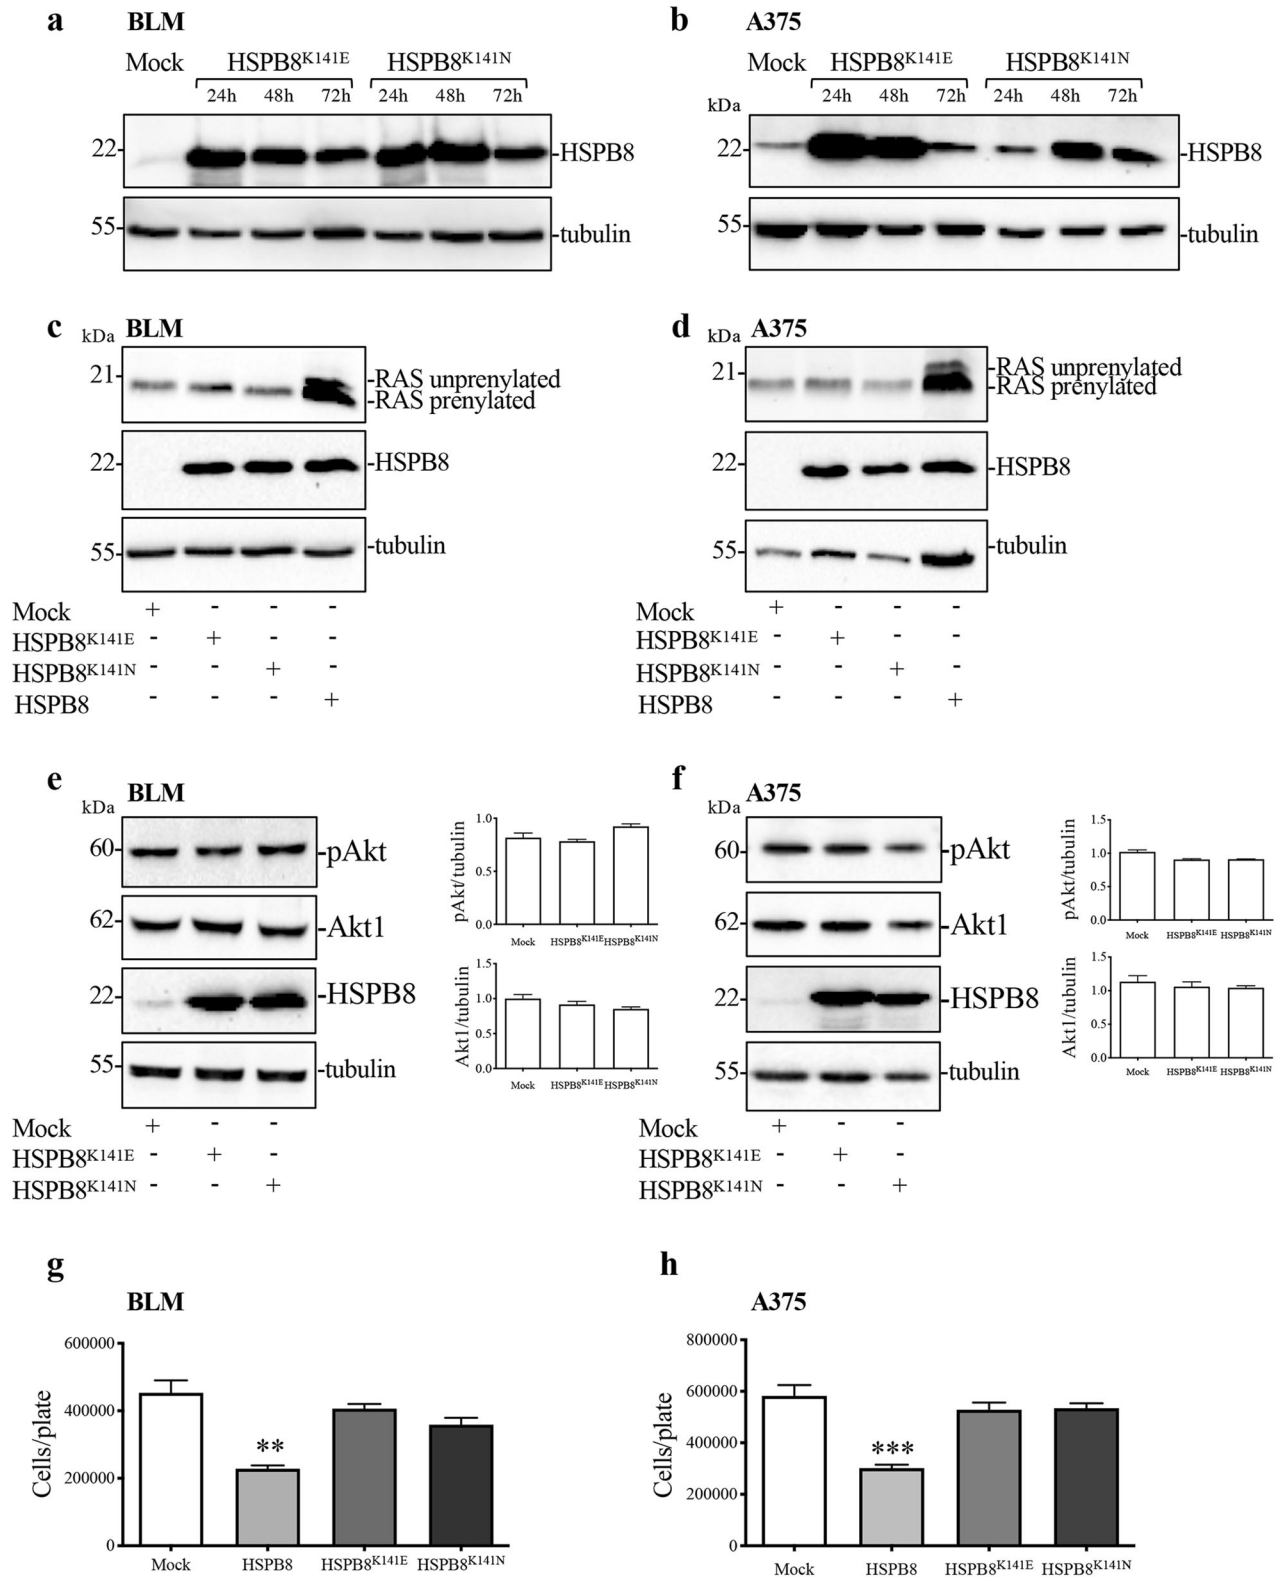 a BLM
Mock HSPB8K141E HSPB8K141N
24h 48h 72h 24h 48h 72h
22 -HSPB8
55 -tubulin
b A375
Mock HSPB8K141E HSPB8K141N
kDa 24h 48h 72h 24h 48h 72h
22 -HSPB8
55 -tubulin
c kDa BLM
21 -RAS unprenylated
-RAS prenylated
22 -HSPB8
55 -tubulin
Mock + - - -
HSPB8K141E - + - -
HSPB8K141N - - + -
HSPB8 - - - +
d kDa A375
21 -RAS unprenylated
-RAS prenylated
22 -HSPB8
55 -tubulin
Mock + - - -
HSPB8K141E - + - -
HSPB8K141N - - + -
HSPB8 - - - +
e BLM
kDa
60 -pAkt
62 -Akt1
22 -HSPB8
55 -tubulin
Mock + - -
HSPB8K141E - + -
HSPB8K141N - - +
pAkt/tubulin
1.0
0.5
0.0
Mock HSPB8K141E HSPB8K141N
Akt1/tubulin
1.5
1.0
0.5
0.0
Mock HSPB8K141E HSPB8K141N
f A375
kDa
60 -pAkt
62 -Akt1
22 -HSPB8
55 -tubulin
Mock + - -
HSPB8K141E - + -
HSPB8K141N - - +
pAkt/tubulin
1.5
1.0
0.5
0.0
Mock HSPB8K141E HSPB8K141N
Akt1/tubulin
1.5
1.0
0.5
0.0
Mock HSPB8K141E HSPB8K141N
g
BLM
Cells/plate
600000
400000
200000
0
**
Mock HSPB8 HSPB8K141E HSPB8K141N
h
A375
Cells/plate
800000
600000
400000
200000
0
***
Mock HSPB8 HSPB8K141E HSPB8K141N